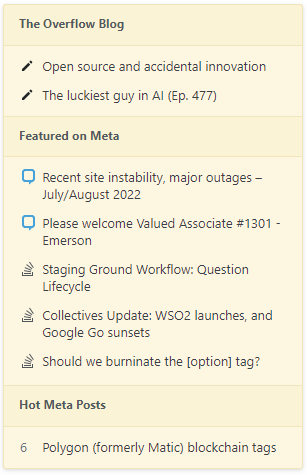 The Overflow Blog
Open source and accidental innovation
The luckiest guy in AI (Ep. 477)
Featured on Meta
Recent site instability, major outages –
July/August 2022
Please welcome Valued Associate #1301 -
Emerson
Staging Ground Workflow: Question
Lifecycle
Collectives Update: WSO2 launches, and
Google Go sunsets
Should we burninate the [option] tag?
Hot Meta Posts
6 Polygon (formerly Matic) blockchain tags